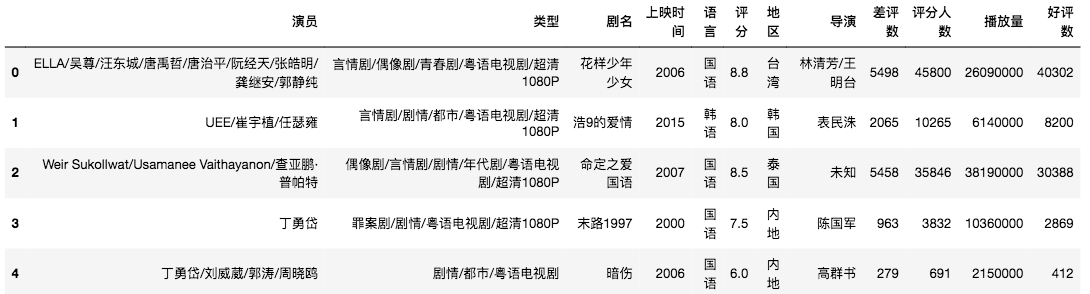 演员 类型 剧名 上映时间 语言 评分 地区 导演 差评数 评分人数 播放量 好评数
0 ELLA/吴尊/汪东城/唐禹哲/唐治平/阮经天/张皓明/龚继安/郭静纯 言情剧/偶像剧/青春剧/粤语电视剧/超清1080P 花样少年少女 2006 国语 8.8 台湾 林清芳/王明台 5498 45800 26090000 40302
1 UEE/崔宇植/任瑟雍 言情剧/剧情/都市/粤语电视剧/超清1080P 浩9的爱情 2015 韩语 8.0 韩国 表民洙 2065 10265 6140000 8200
2 Weir Sukollwat/Usamanee Vaithayanon/查亚鹏·普帕特 偶像剧/言情剧/剧情/年代剧/粤语电视剧/超清1080P 命定之爱国语 2007 国语 8.5 泰国 未知 5458 35846 38190000 30388
3 丁勇岱 罪案剧/剧情/粤语电视剧/超清1080P 末路1997 2000 国语 7.5 内地 陈国军 963 3832 10360000 2869
4 丁勇岱/刘威葳/郭涛/周晓鸥 剧情/都市/粤语电视剧 暗伤 2006 国语 6.0 内地 高群书 279 691 2150000 412